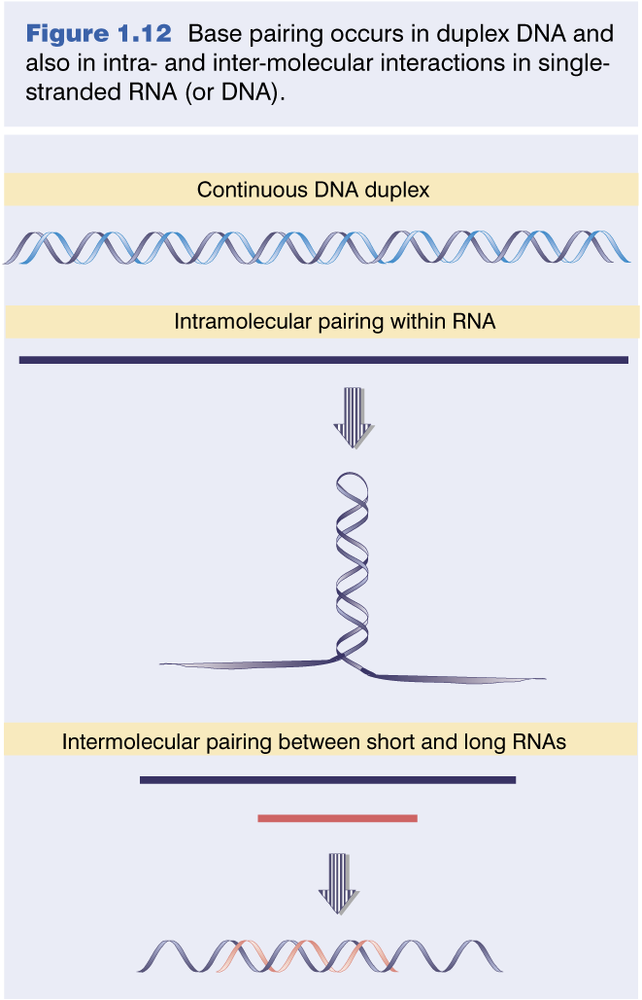 Figure 1.12 Base pairing occurs in duplex DNA and
also in intra- and inter-molecular interactions in single-
stranded RNA (or DNA).
Continuous DNA duplex
Intramolecular pairing within RNA
Intermolecular pairing between short and long RNAs